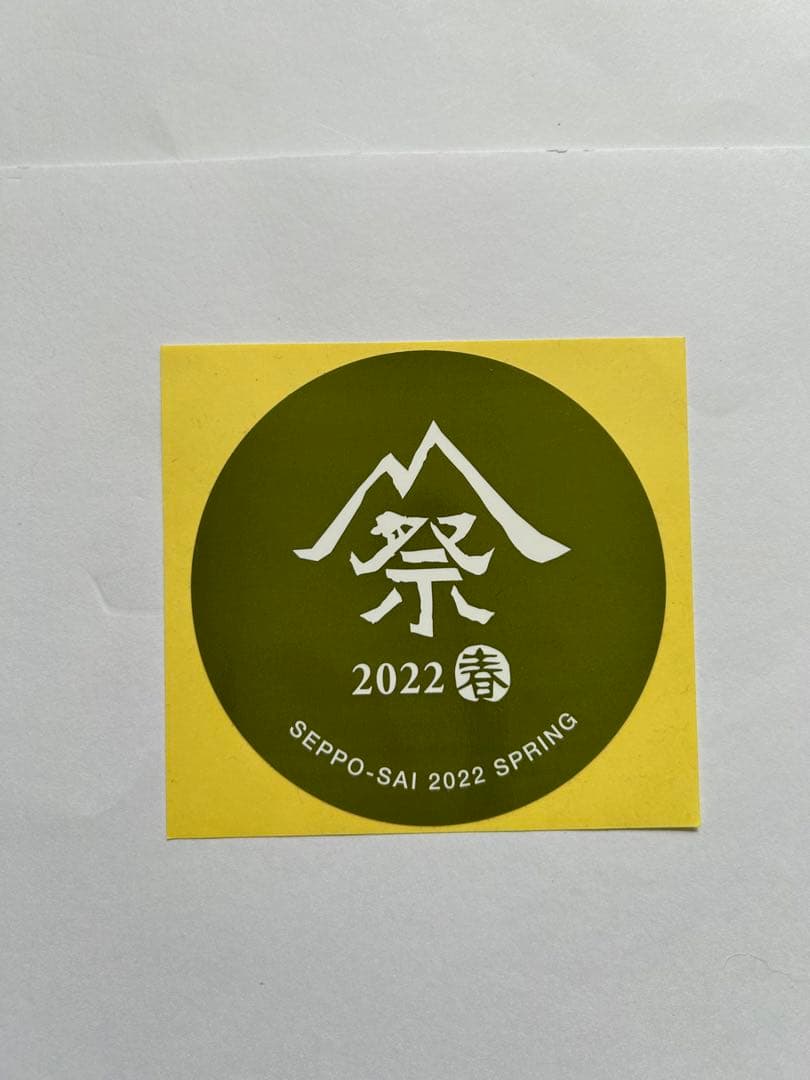 祭
2022 春
SEPPO-SAI 2022 SPRING